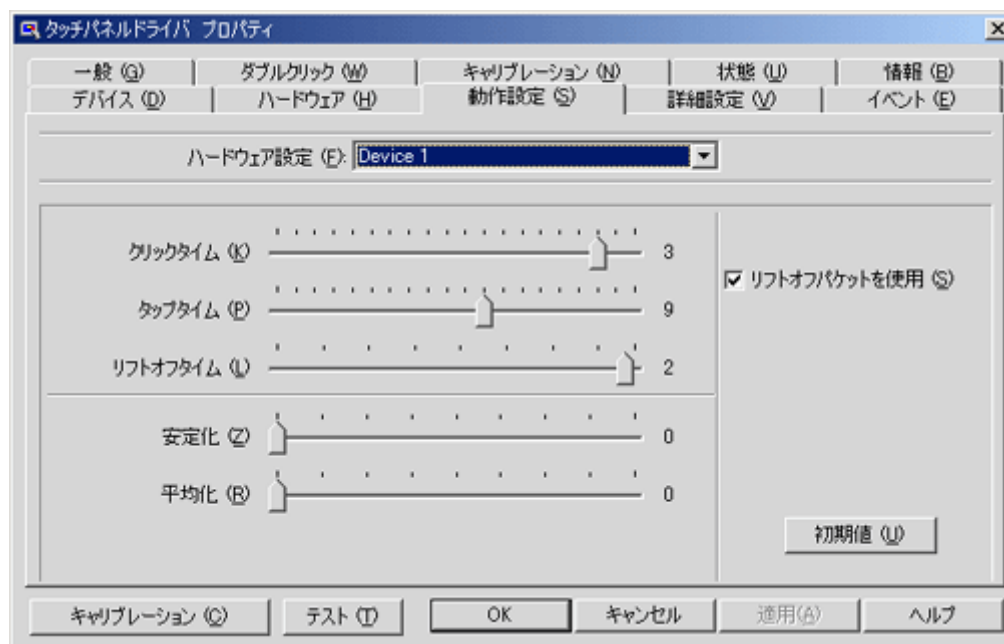 タッチパネルドライバ プロパティ
一般 (G) ダブルクリック (W) キャリブレーション (N) 状態 (U) 情報 (B)
デバイス (D) ハードウェア (H) 動作設定 (S) 詳細設定 (V) イベント (E)
ハードウェア設定 (F): Device 1
クリックタイム (K) 3
リフトオフパケットを使用 (S)
タップタイム (P) 9
リフトオフタイム (L) 2
安定化 (Z) 0
平均化 (R) 0
初期値 (U)
キャリブレーション (C) テスト (T) OK キャンセル 適用(A) ヘルプ